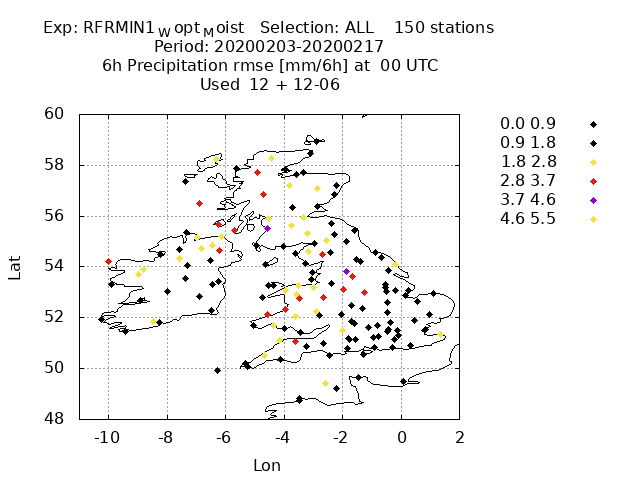 Exp: RFRMIN1WoptMoist Selection: ALL 150 stations
Period: 20200203-20200217
6h Precipitation rmse [mm/6h] at 00 UTC
Used 12 + 12-06
60
58
56
54
52
50
48
-10 -8 -6 -4 -2 0 2
Lat
Lon
0.0 0.9
0.9 1.8
1.8 2.8
2.8 3.7
3.7 4.6
4.6 5.5